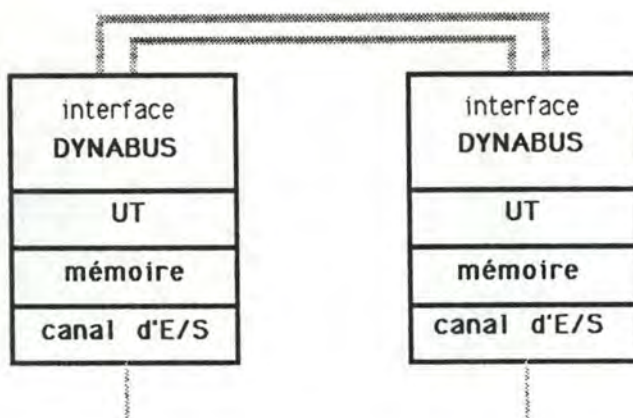 interface
DYNABUS
UT
mémoire
canal d'E/S
interface
DYNABUS
UT
mémoire
canal d'E/S